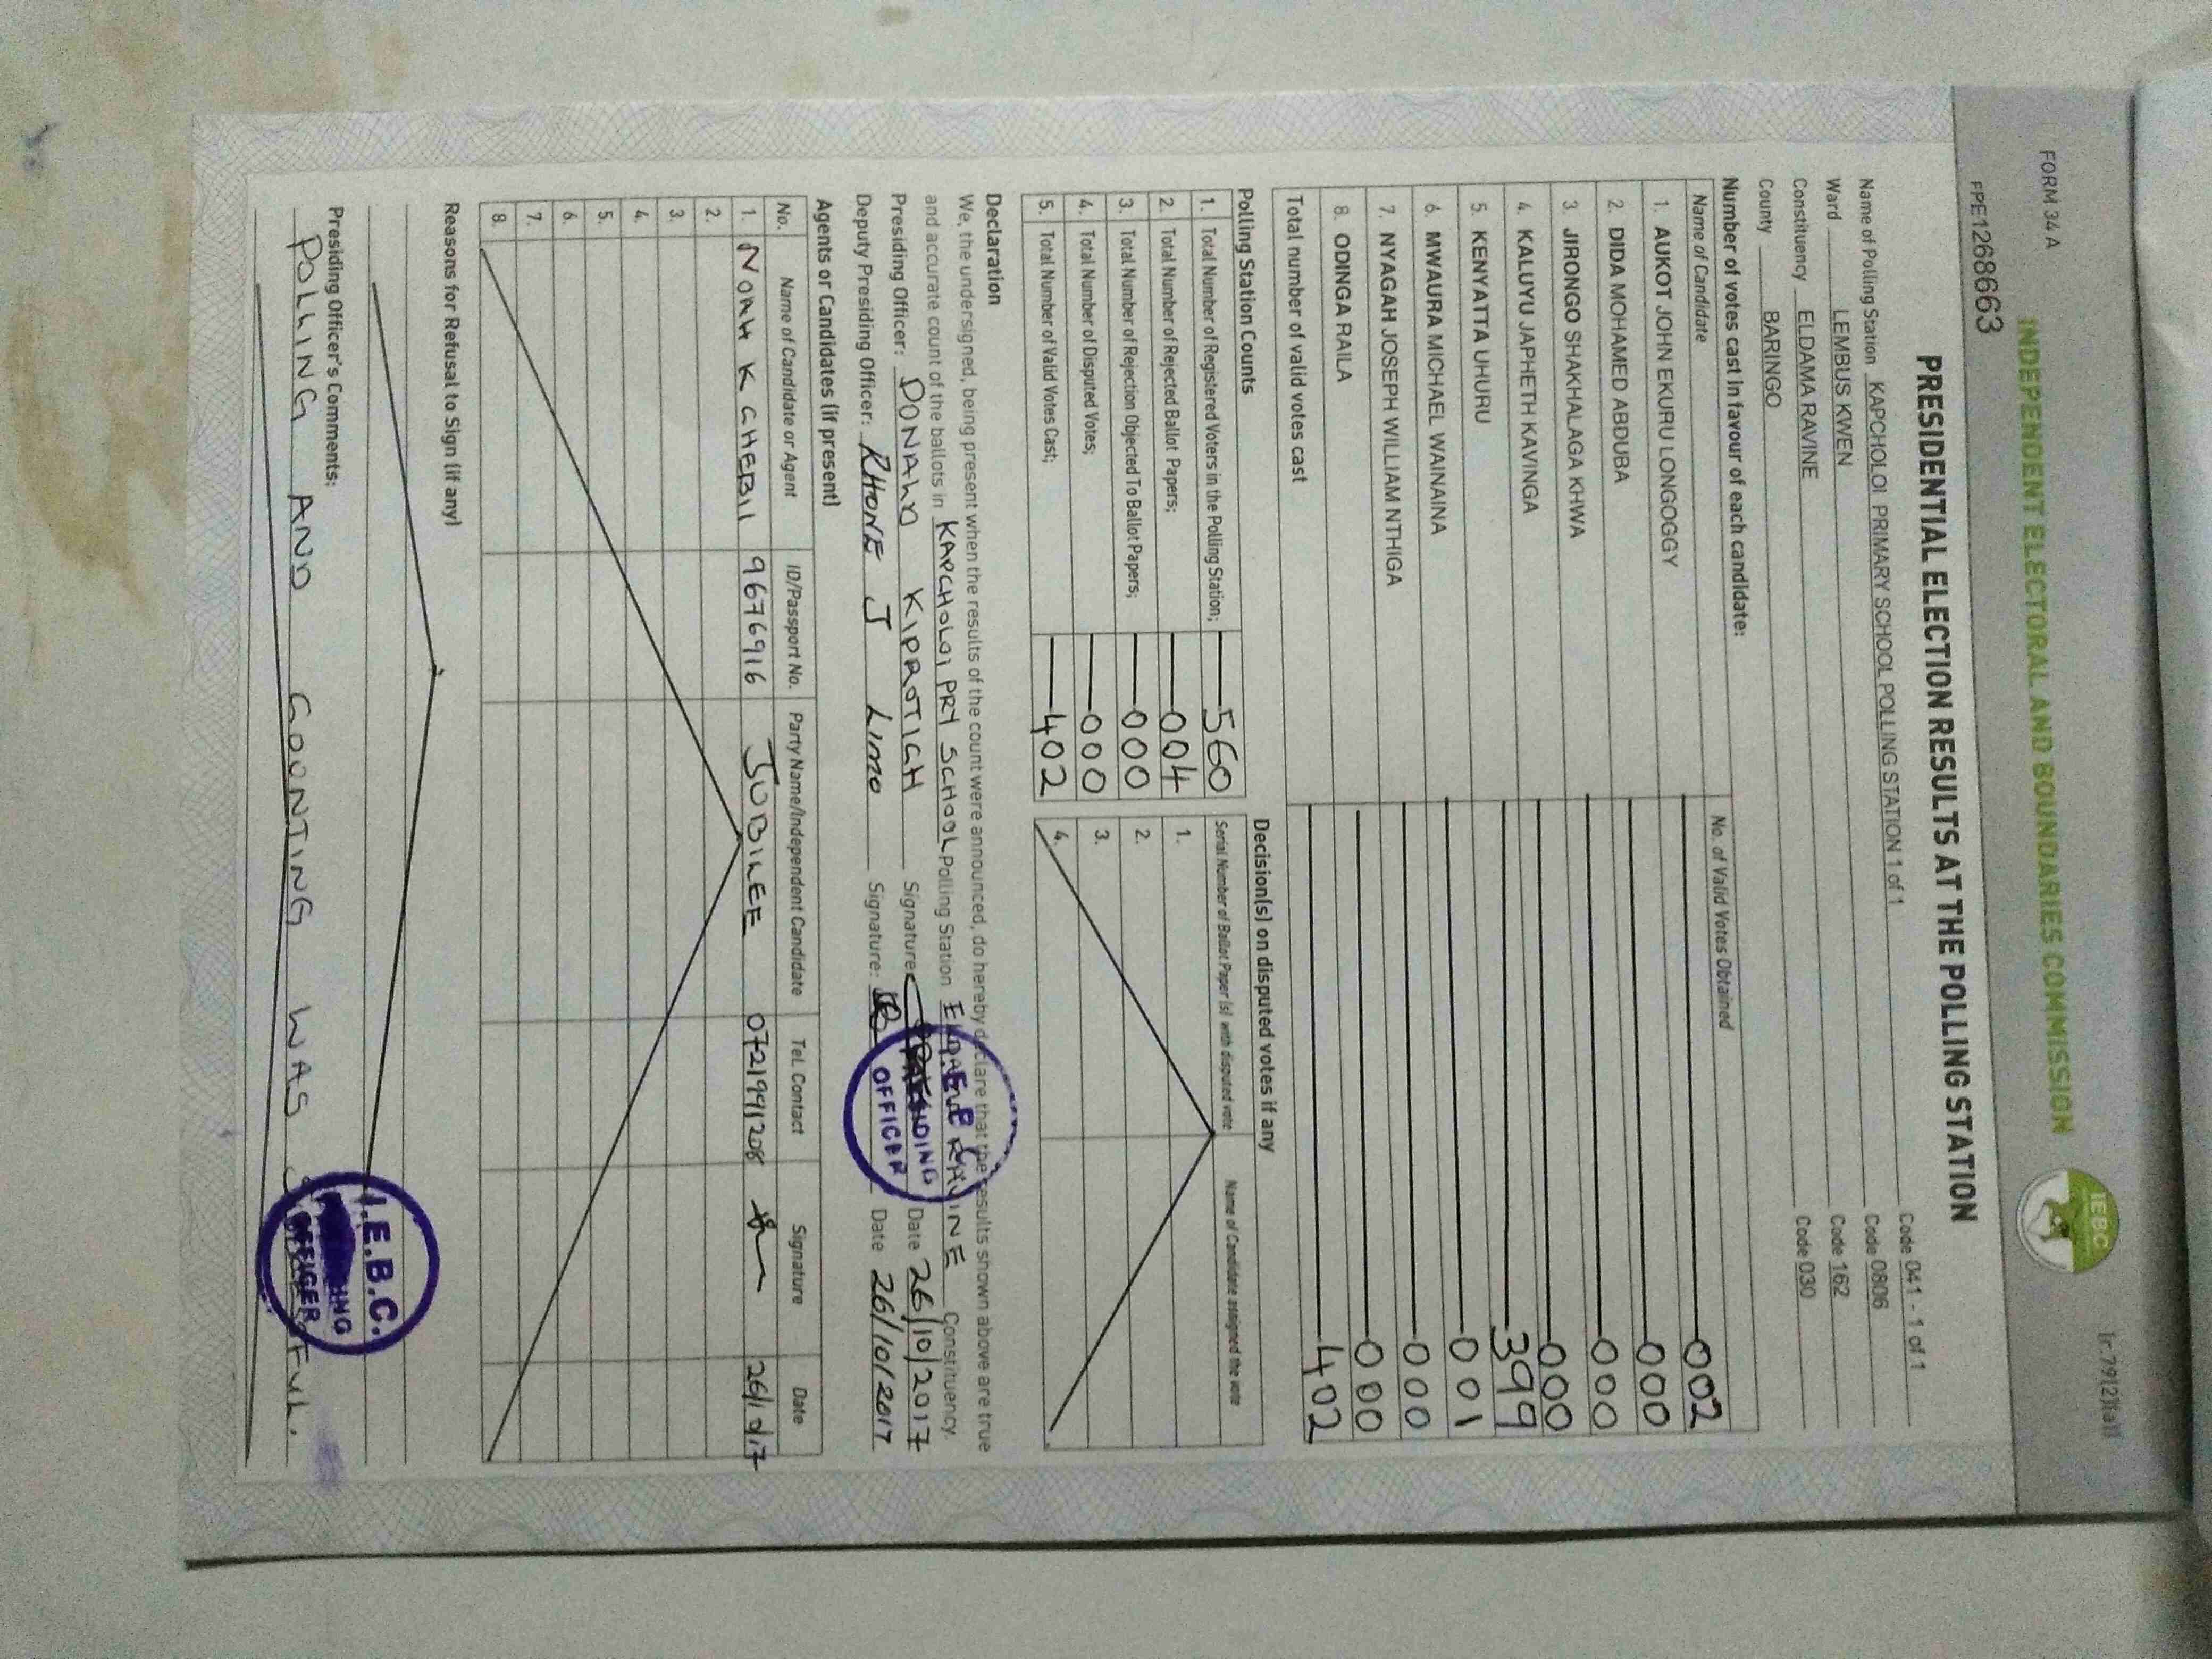 FORM 34 A
lr.79(2)(a)]
INDEPENDENT ELECTORAL AND BOUNDARIES COMMISSION
IEBC
FPE1268663
PRESIDENTIAL ELECTION RESULTS AT THE POLLING STATION
Name of Polling Station KAPCHOLOI PRIMARY SCHOOL POLLING STATION 1 of 1 Code 041 - 1 of 1
Ward LEMBUS KWEN Code 0806
Constituency ELDAMA RAVINE Code 162
County BARINGO Code 030
Number of votes cast in favour of each candidate:
Name of Candidate No. of Valid Votes Obtained
1. AUKOT JOHN EKURU LONGOGGY 002
2. DIDA MOHAMED ABDUBA 000
3. JIRONGO SHAKHALAGA KHWA 000
4. KALUYU JAPHETH KAVINGA 000
5. KENYATTA UHURU 399
6. MWAURA MICHAEL WAINAINA 001
7. NYAGAH JOSEPH WILLIAM NTHIGA 000
8. ODINGA RAILA 000
Total number of valid votes cast 402
Polling Station Counts
1. Total Number of Registered Voters in the Polling Station; 560
2. Total Number of Rejected Ballot Papers; 004
3. Total Number of Rejection Objected To Ballot Papers; 000
4. Total Number of Disputed Votes; 000
5. Total Number of Valid Votes Cast; 402
Decision(s) on disputed votes if any
Serial Number of Ballot Paper (s) with disputed vote Name of Candidate assigned the vote
1.
2.
3.
4.
Declaration
We, the undersigned, being present when the results of the count were announced, do hereby declare that the results shown above are true
and accurate count of the ballots in KAPCHOLOI PRY SCHOOL Polling Station ELDAMA RAVINE Constituency.
Presiding Officer: DONALD KIPROTICH Signature: Date 26/10/2017
Deputy Presiding Officer: RHONE J LIMO Signature: Date 26/10/2017
PRESIDING
OFFICER
Agents or Candidates (if present)
No. Name of Candidate or Agent ID/Passport No. Party Name/Independent Candidate Tel. Contact Signature Date
1. NOAH K CHEBII 9676916 JUBILEE 0721991208 26/10/17
2.
3.
4.
5.
6.
7.
8.
Reasons for Refusal to Sign (if any)
Presiding Officer's Comments:
POLLING AND COUNTING WAS
I.E.B.C.
OFFICER